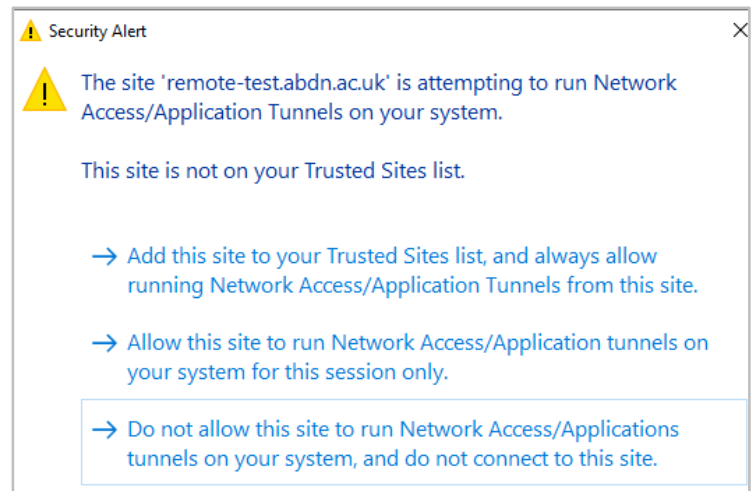 Security Alert
The site 'remote-test.abdn.ac.uk' is attempting to run Network
Access/Application Tunnels on your system.
This site is not on your Trusted Sites list.
Add this site to your Trusted Sites list, and always allow
running Network Access/Application Tunnels from this site.
Allow this site to run Network Access/Application tunnels on
your system for this session only.
Do not allow this site to run Network Access/Applications
tunnels on your system, and do not connect to this site.